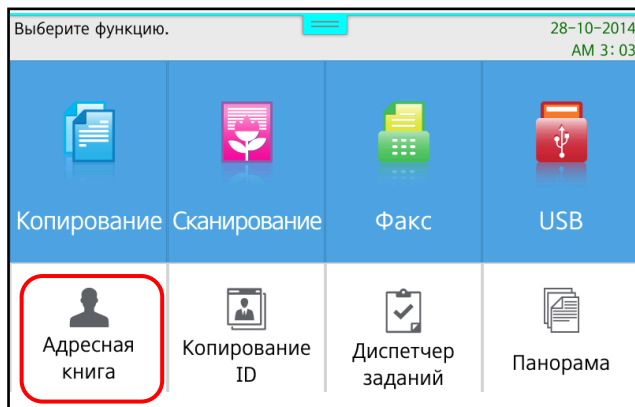 Выберите функцию.
28-10-2014
AM 3:03
Копирование
Сканирование
Факс
USB
Адресная
книга
Копирование
ID
Диспетчер
заданий
Панорама